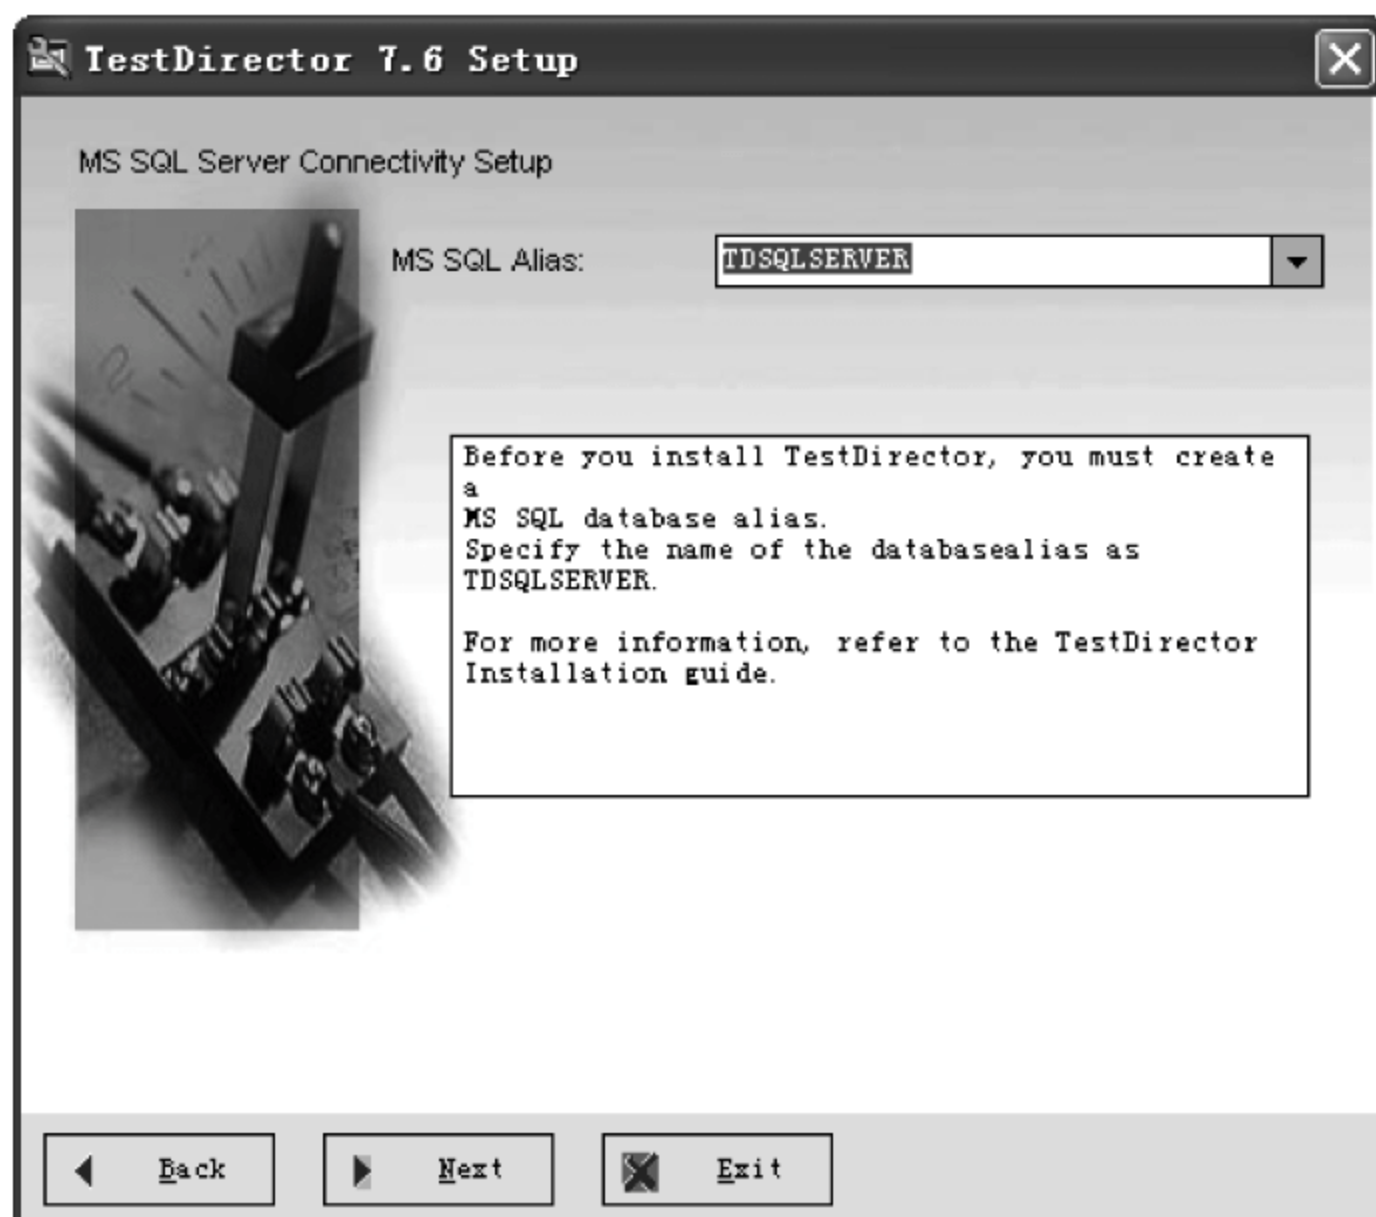 TestDirector 7.6 Setup
MS SQL Server Connectivity Setup
MS SQL Alias:
TDSQLSERVER
Before you install TestDirector, you must create
a
MS SQL database alias.
Specify the name of the databasealias as
TDSQLSERVER.
For more information, refer to the TestDirector
Installation guide.
Back
Next
Exit